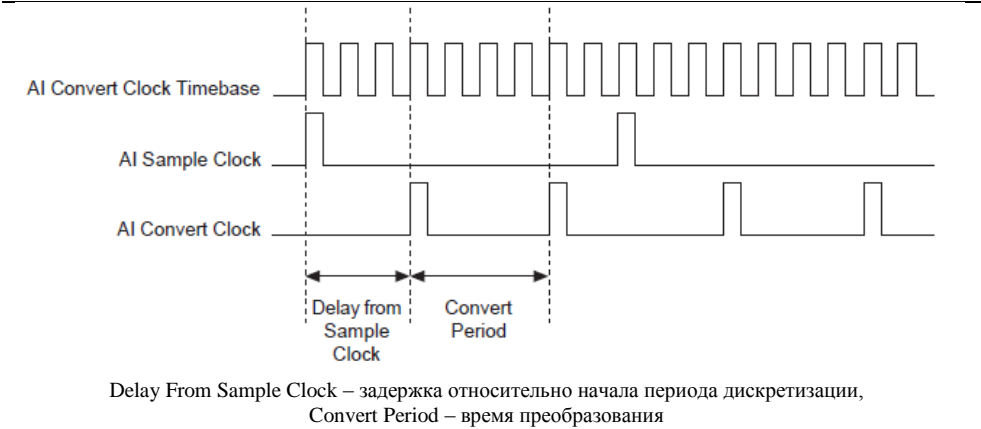 AI Convert Clock Timebase
AI Sample Clock
AI Convert Clock
Delay from
Sample
Clock
Convert
Period
Delay From Sample Clock – задержка относительно начала периода дискретизации,
Convert Period – время преобразования